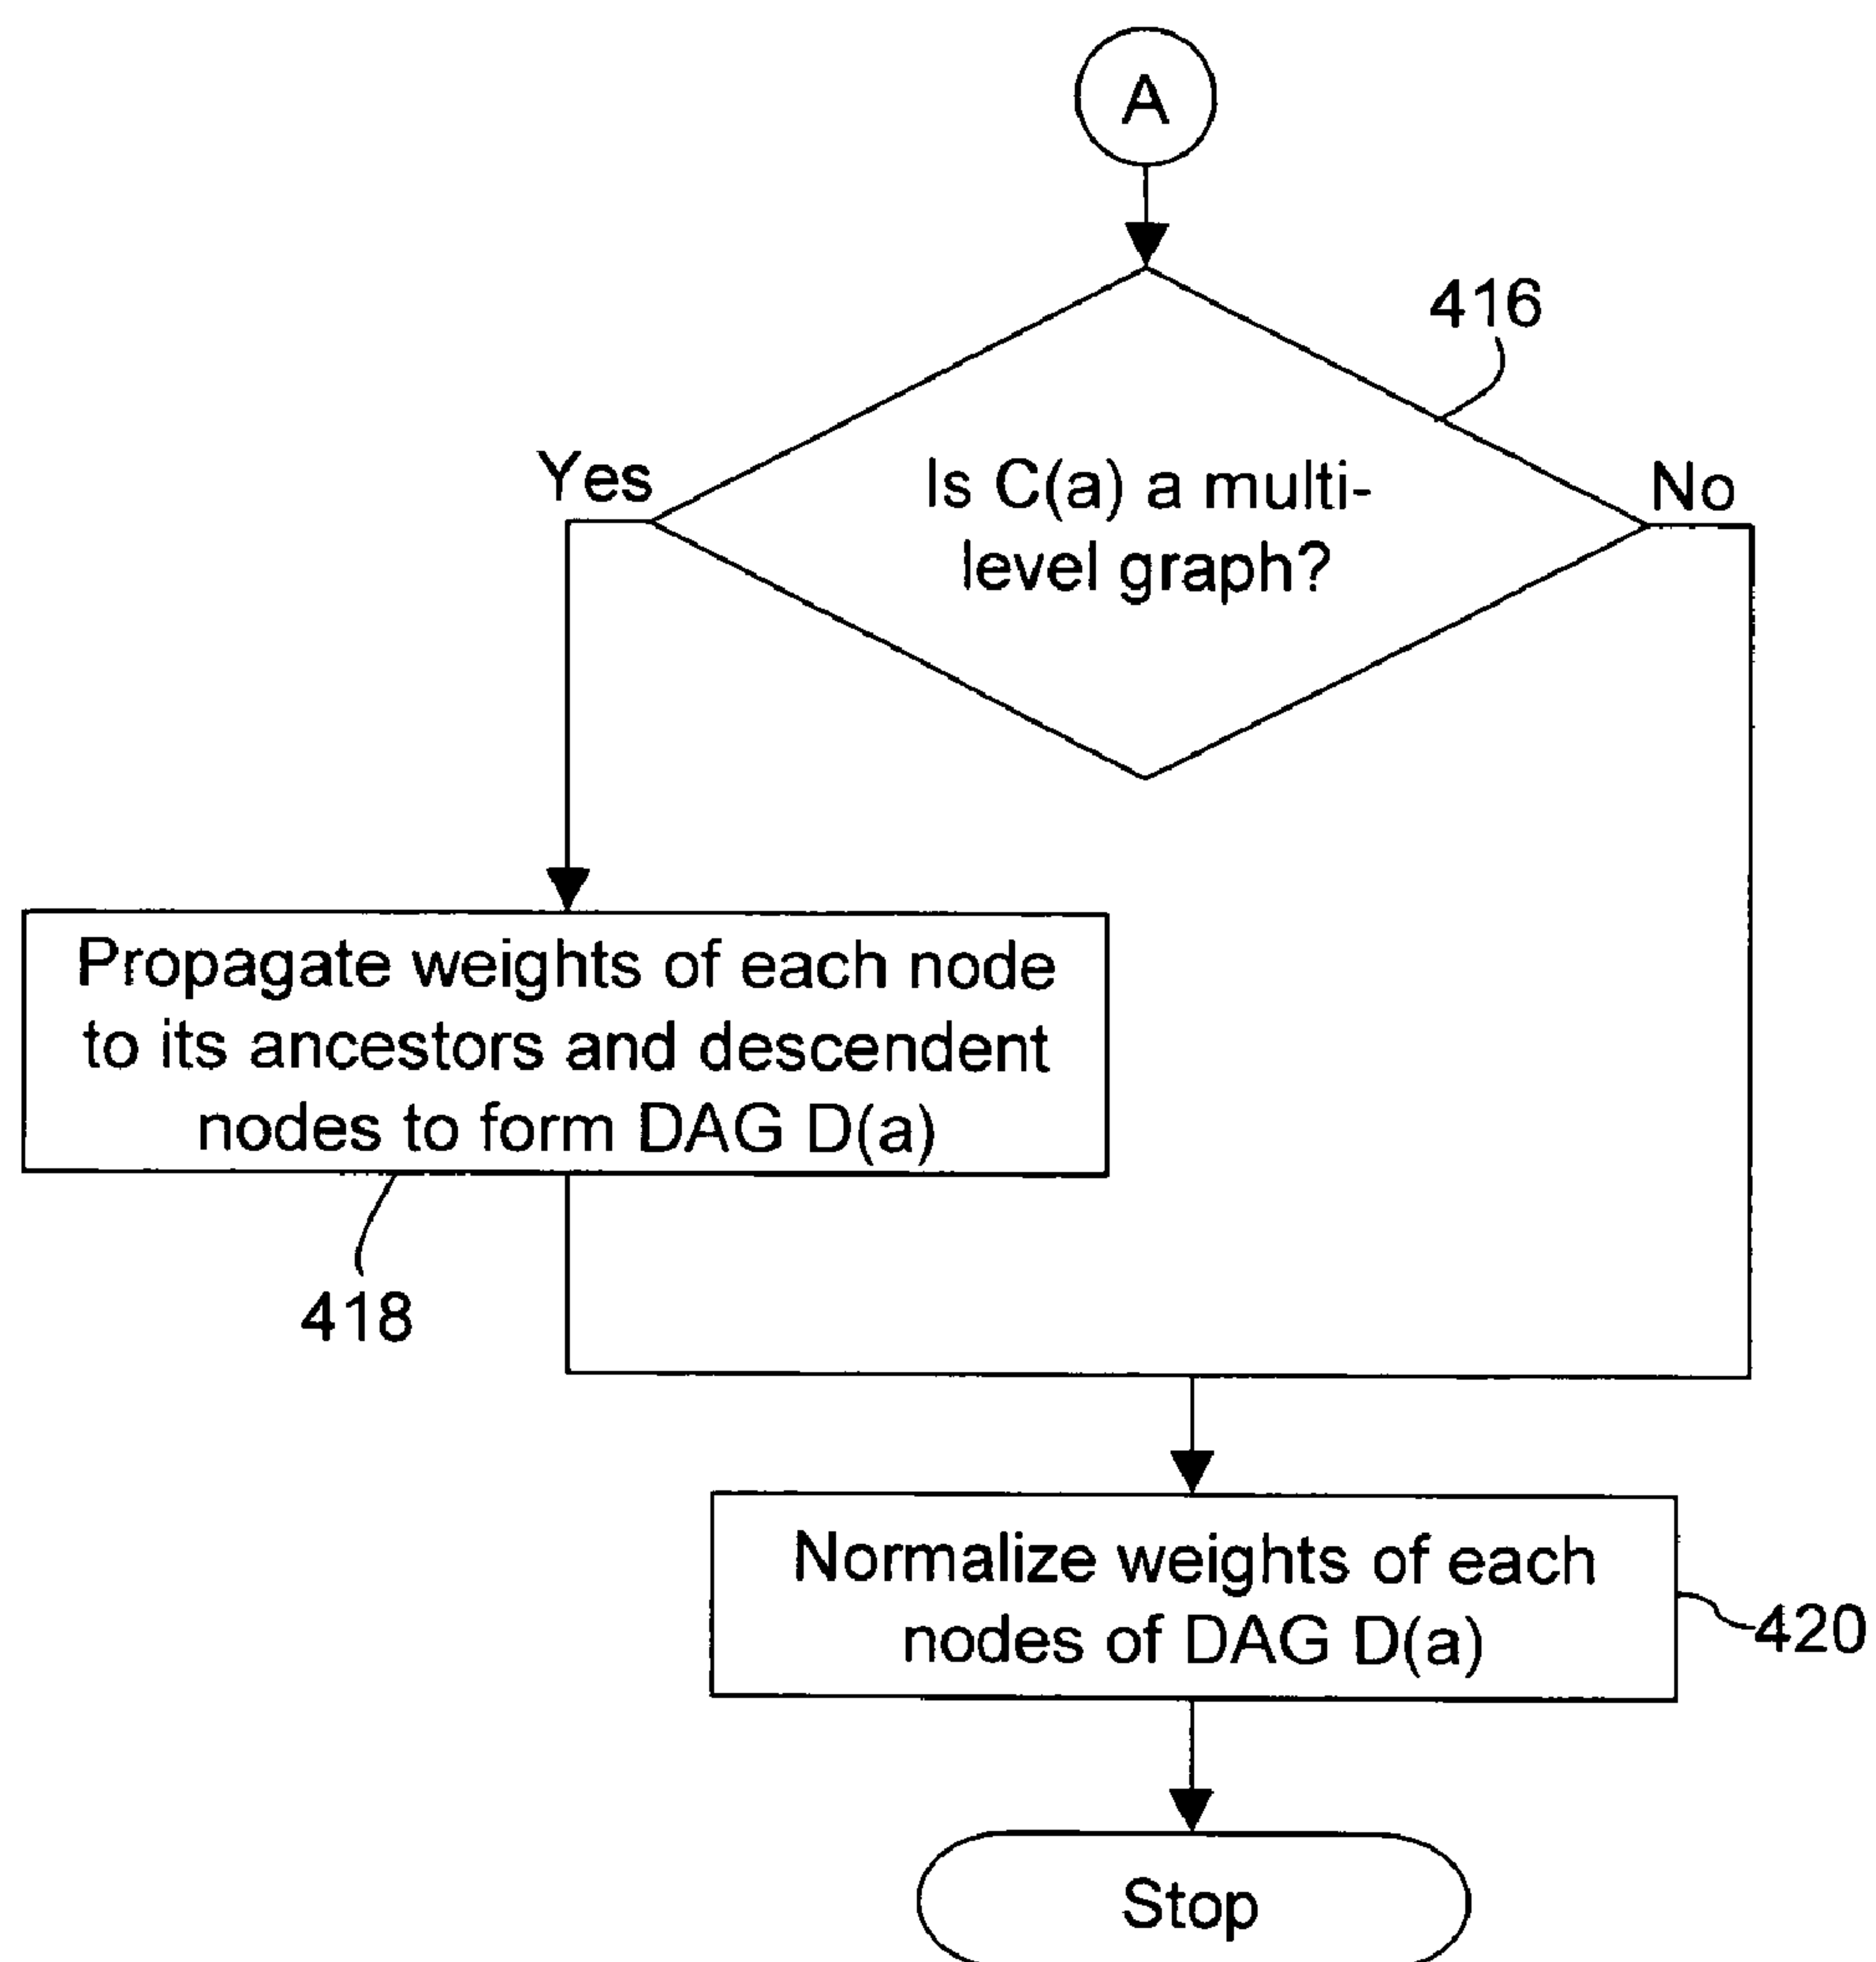 A
416
Yes
Is C(a) a multi-
level graph?
No
Propagate weights of each node
to its ancestors and descendent
nodes to form DAG D(a)
418
Normalize weights of each
nodes of DAG D(a)
420
Stop